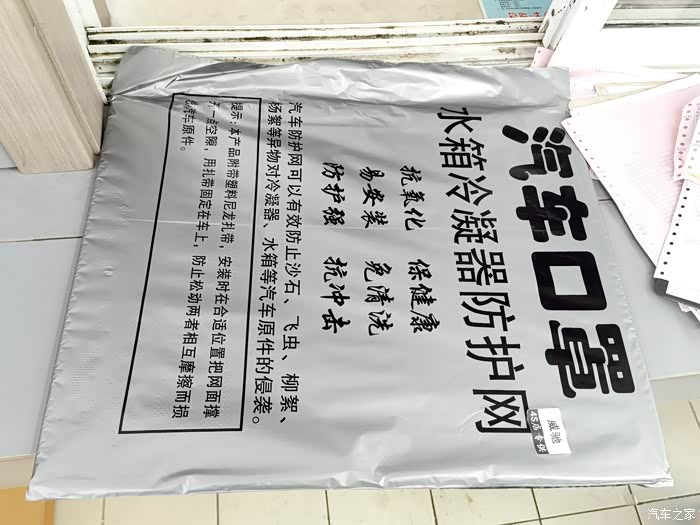 汽车口罩
水箱冷凝器防护网
抗氧化 保健康
易安装 免清洗
防护强 抗冲击
汽车防护网可以有效防止沙石、飞虫、柳絮、
杨絮等异物对冷凝器、水箱等汽车原件的侵袭。
提示：本产品附带塑料尼龙扎带，安装时在合适位置把网面撑
开一点空隙，用扎带固定在车上，防止松动两者相互摩擦而损
汽车原件。
威驰
4S店专供
汽车之家